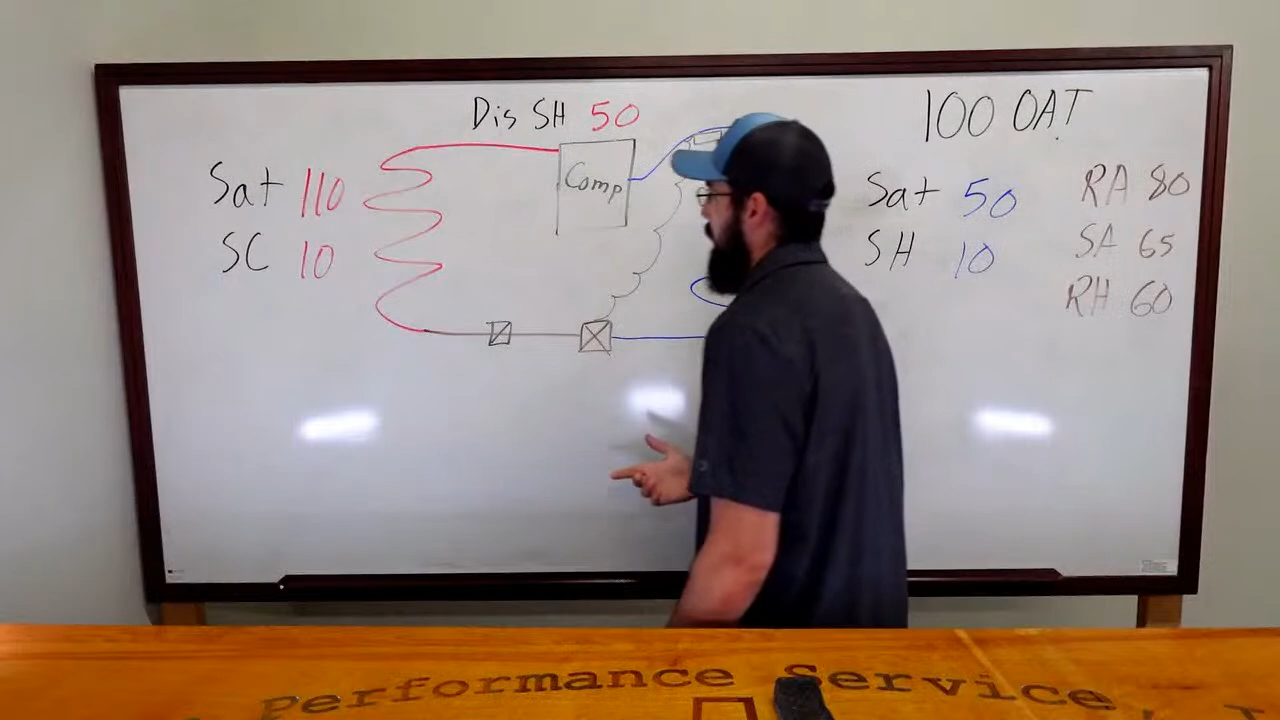 Dis SH 50
100 OAT
Sat 110
SC 10
Comp
Sat 50
SH 10
RA 80
SA 65
RH 60
Performance Service